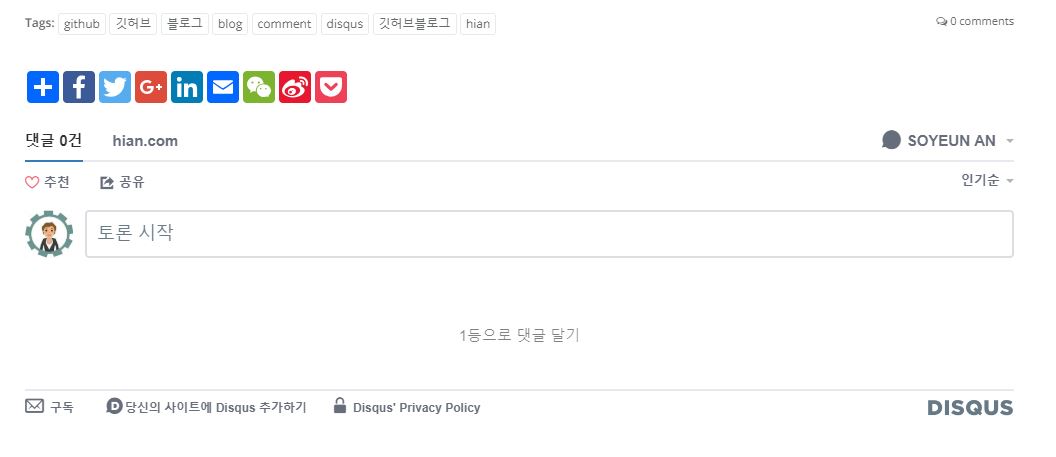 Tags: github 깃허브 블로그 blog comment disqus 깃허브블로그 hian 0 comments
댓글 0건 hian.com SOYEUN AN
추천 공유 인기순
토론 시작
1등으로 댓글 달기
구독 D 당신의 사이트에 Disqus 추가하기 Disqus' Privacy Policy DISQUS